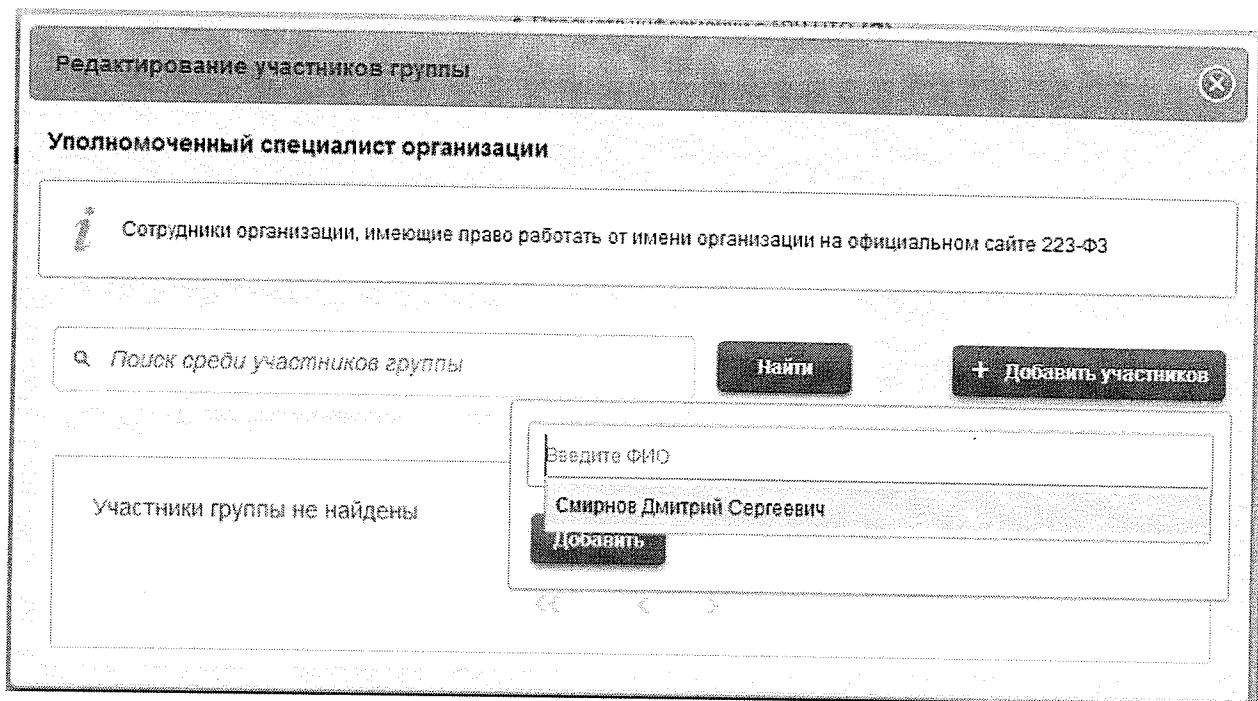 Редактирование участников группы
Уполномоченный специалист организации
Сотрудники организации, имеющие право работать от имени организации на официальном сайте 223-ФЗ
Поиск среди участников группы
Найти
+ Добавить участников
Введите ФИО
Участники группы не найдены
Смирнов Дмитрий Сергеевич
Добавить
<< < >